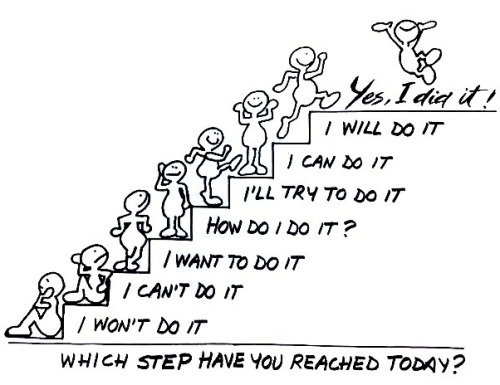 Yes, I did it!
I WILL DO IT
I CAN DO IT
I'LL TRY TO DO IT
HOW DO I DO IT?
I WANT TO DO IT
I CAN'T DO IT
I WON'T DO IT
WHICH STEP HAVE YOU REACHED TODAY?